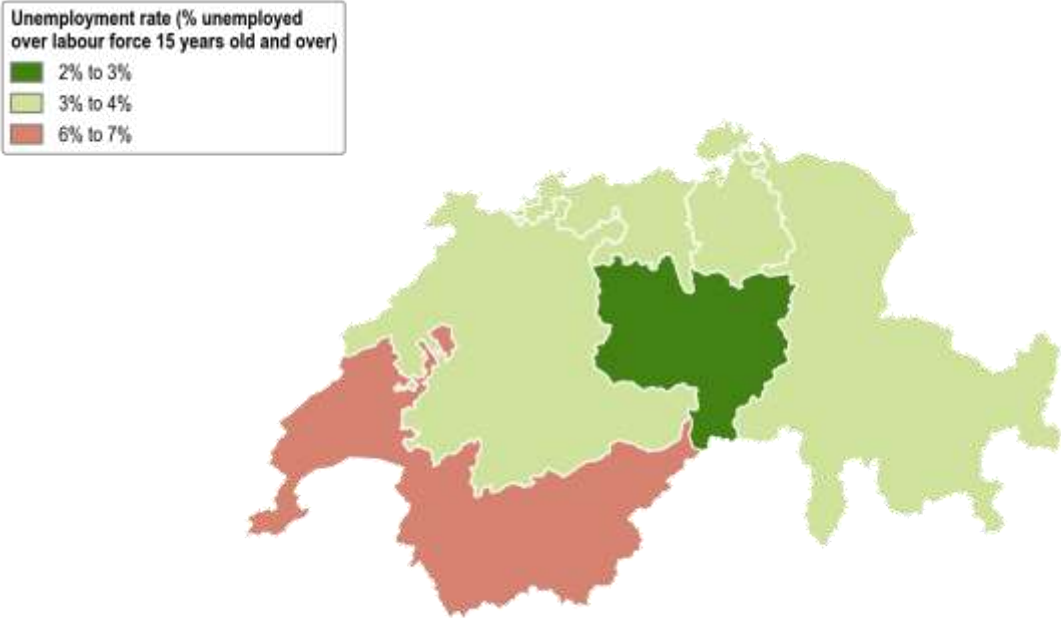 Unemployment rate (% unemployed
over labour force 15 years old and over)
2% to 3%
3% to 4%
6% to 7%